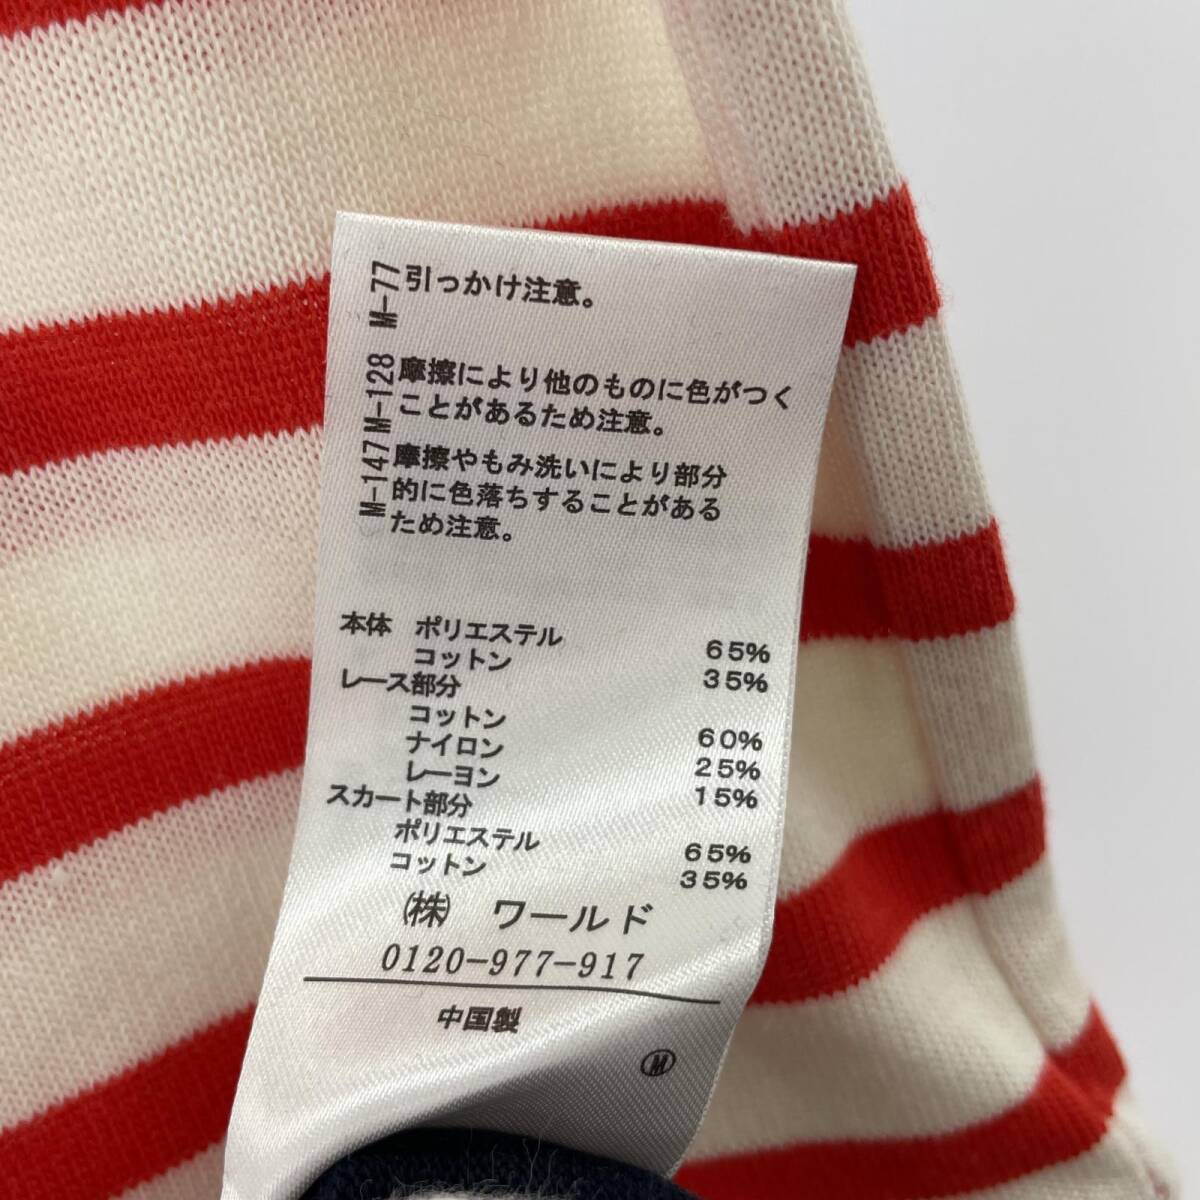 M-77 引っかけ注意。
M-128 摩擦により他のものに色がつく
ことがあるため注意。
M-147 摩擦やもみ洗いにより部分
的に色落ちすることがある
ため注意。
本体 ポリエステル 65%
コットン 35%
レース部分
コットン 60%
ナイロン 25%
レーヨン 15%
スカート部分
ポリエステル 65%
コットン 35%
㈱ ワールド
0120-977-917
中国製
Ⓜ